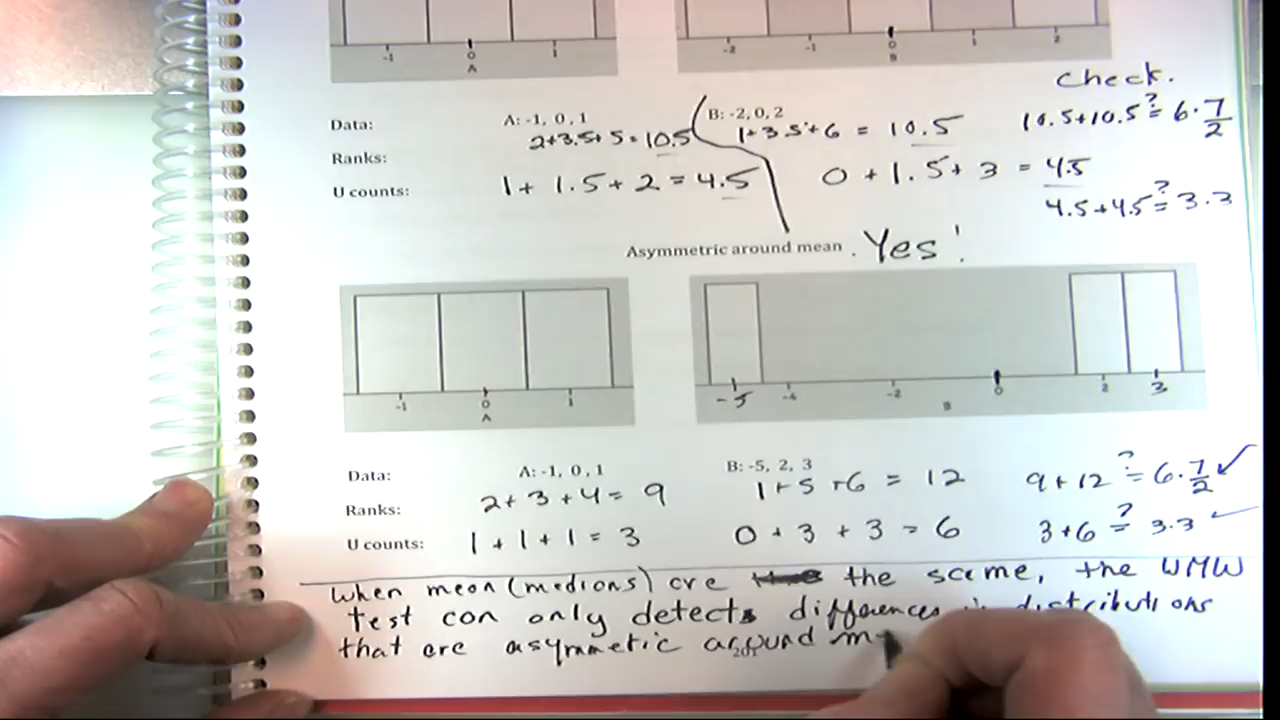 -1 0 1 -2 -1 0 1 2
A B
check.
Data: A: -1, 0, 1 B: -2, 0, 2
2+3.5+5=10.5 1+3.5+6 = 10.5 10.5+10.5 ?= 6·7/2
Ranks:
U counts: 1+ 1.5+ 2 = 4.5 0 + 1.5+ 3 = 4.5
4.5+4.5 ?= 3·3
Asymmetric around mean . Yes!
-1 0 1 -5 -4 -2 0 2 3
A B
Data: A: -1, 0, 1 B: -5, 2, 3
Ranks: 2+ 3+4= 9 1+5 +6 = 12 9+12 ?= 6·7/2 ✓
U counts: 1+1+1 = 3 0 + 3 + 3 = 6 3+6 ?= 3·3 ✓
When mean (medians) are the same, the WMW
test can only detect differences distributions
that are asymmetric around